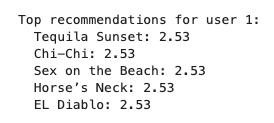 Top recommendations for user 1:
Tequila Sunset: 2.53
Chi–Chi: 2.53
Sex on the Beach: 2.53
Horse’s Neck: 2.53
EL Diablo: 2.53